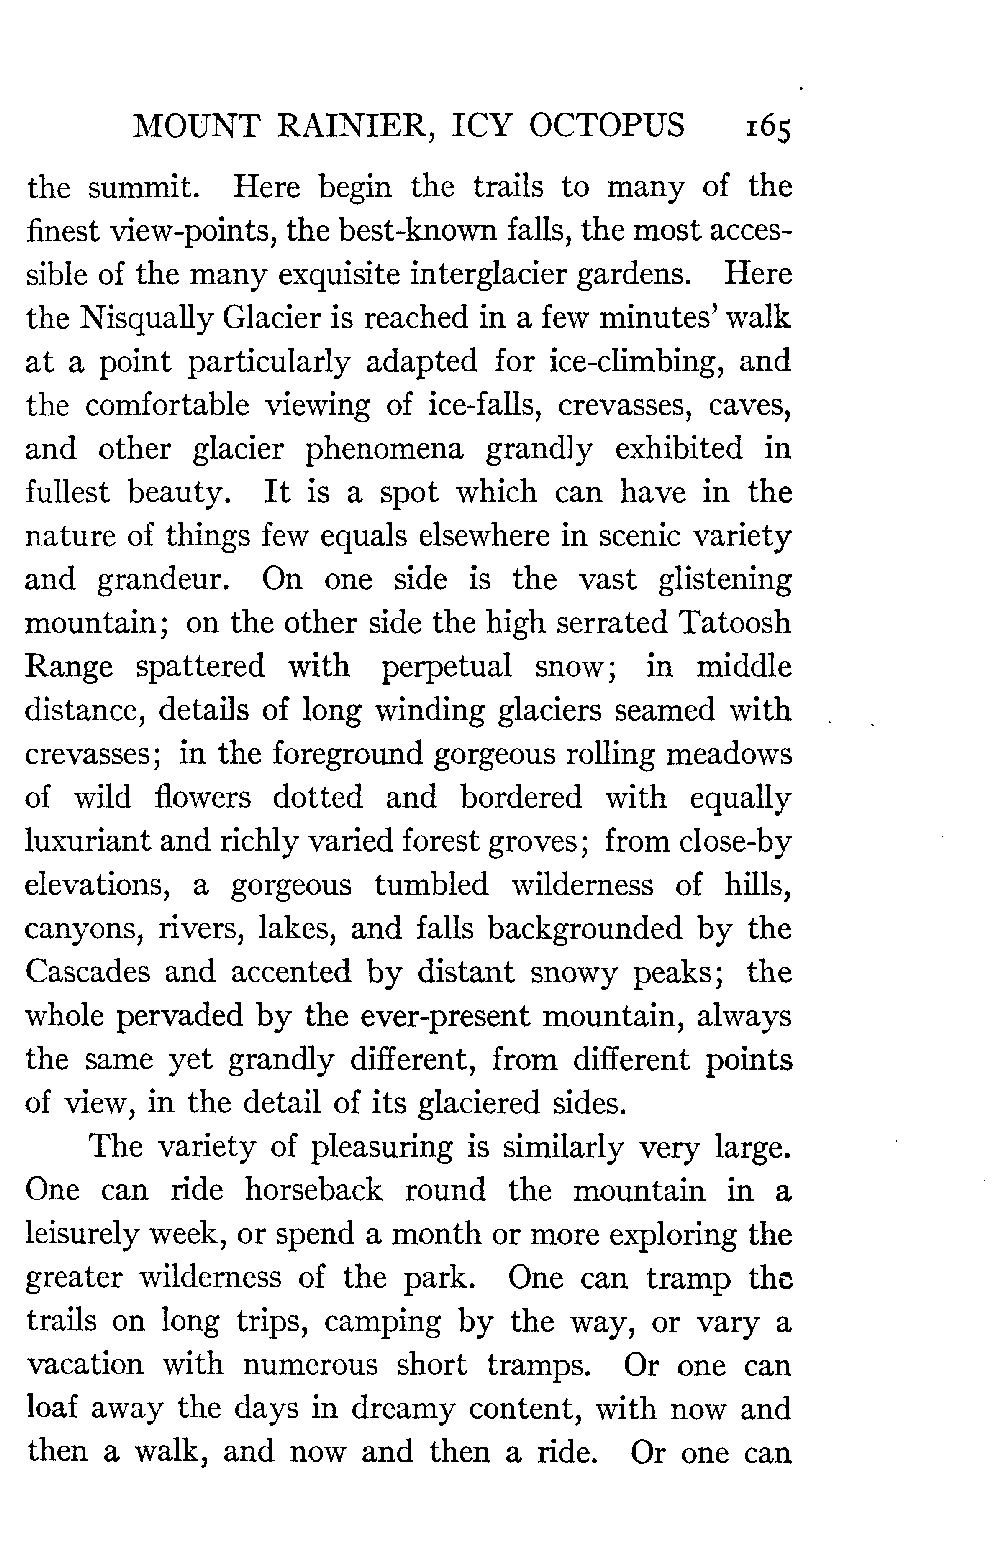 MOUNT RAINIER, ICY OCTOPUS 165
the summit. Here begin the trails to many of the
finest view-points, the best-known falls, the most acces-
sible of the many exquisite interglacier gardens. Here
the Nisqually Glacier is reached in a few minutes' walk
at a point particularly adapted for ice-climbing, and
the comfortable viewing of ice-falls, crevasses, caves,
and other glacier phenomena grandly exhibited in
fullest beauty. It is a spot which can have in the
nature of things few equals elsewhere in scenic variety
and grandeur. On one side is the vast glistening
mountain; on the other side the high serrated Tatoosh
Range spattered with perpetual snow; in middle
distance, details of long winding glaciers seamed with
crevasses; in the foreground gorgeous rolling meadows
of wild flowers dotted and bordered with equally
luxuriant and richly varied forest groves; from close-by
elevations, a gorgeous tumbled wilderness of hills,
canyons, rivers, lakes, and falls backgrounded by the
Cascades and accented by distant snowy peaks; the
whole pervaded by the ever-present mountain, always
the same yet grandly different, from different points
of view, in the detail of its glaciered sides.
The variety of pleasuring is similarly very large.
One can ride horseback round the mountain in a
leisurely week, or spend a month or more exploring the
greater wilderness of the park. One can tramp the
trails on long trips, camping by the way, or vary a
vacation with numerous short tramps. Or one can
loaf away the days in dreamy content, with now and
then a walk, and now and then a ride. Or one can